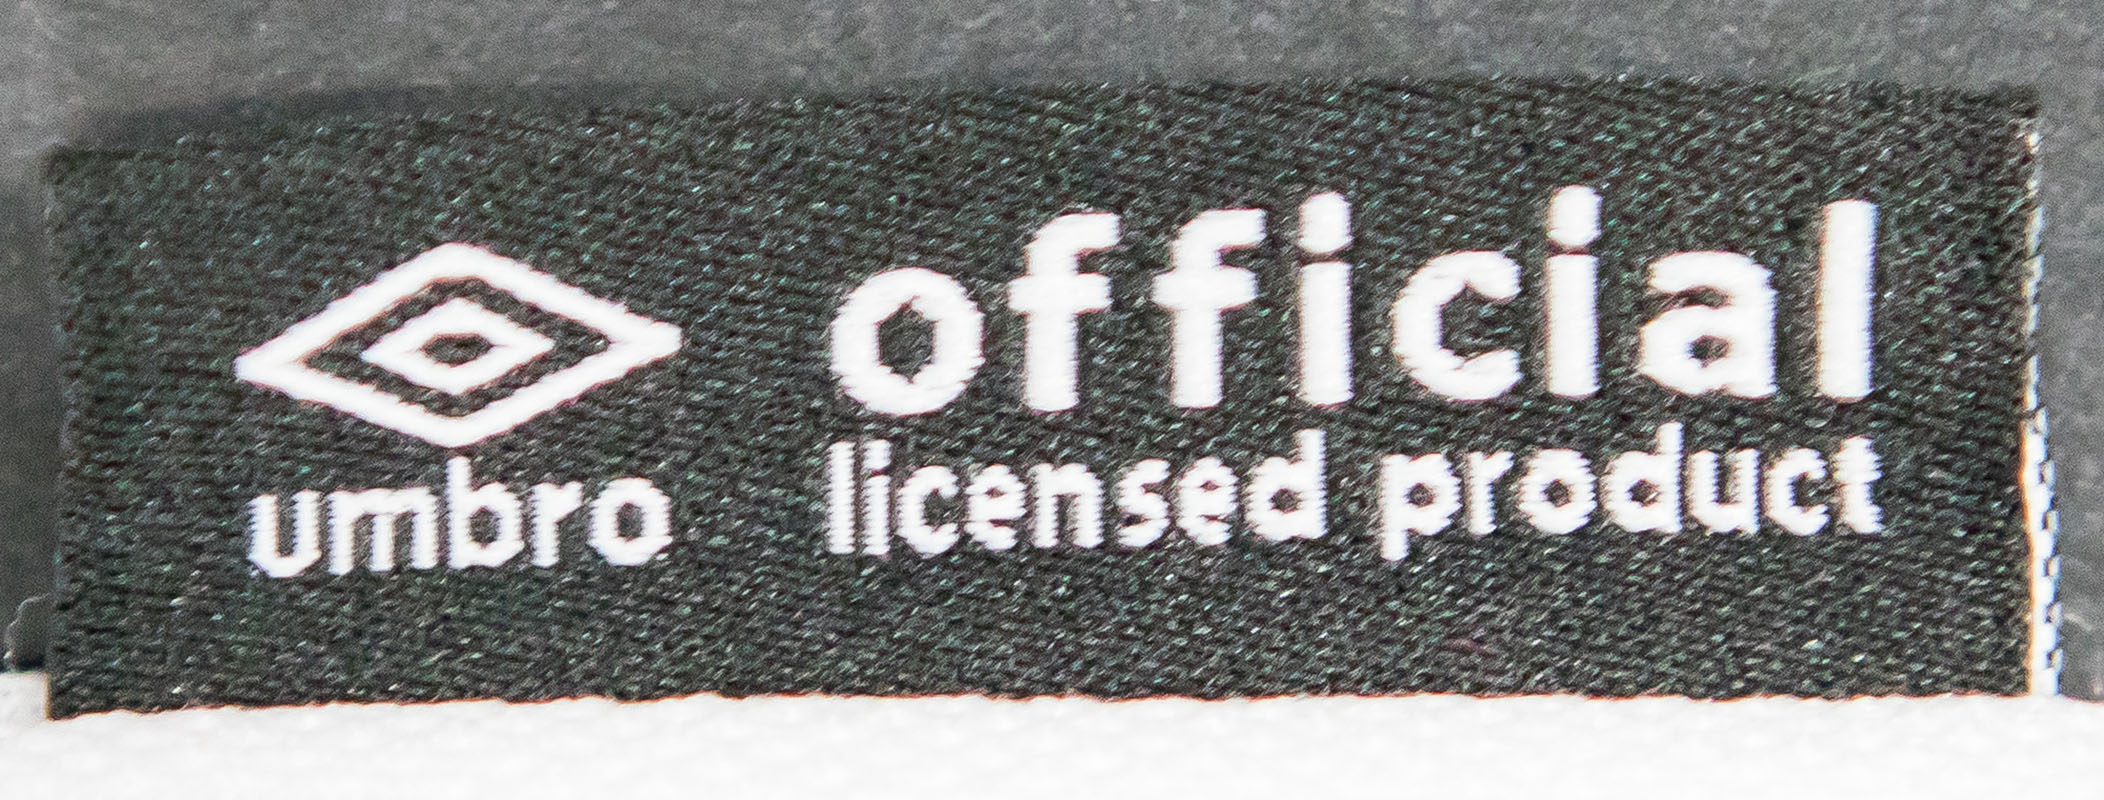 umbro
official
licensed product